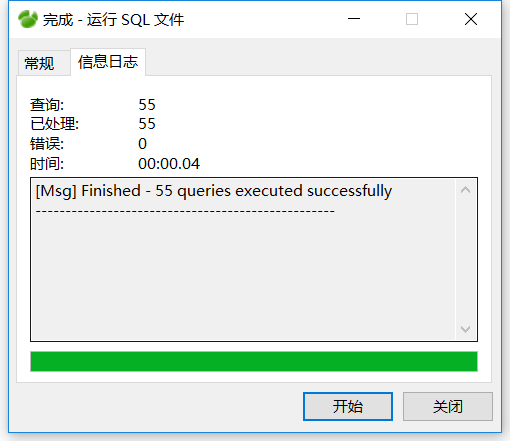 完成 - 运行 SQL 文件
常规 信息日志
查询: 55
已处理: 55
错误: 0
时间: 00:00.04
[Msg] Finished - 55 queries executed successfully
--------------------------------------------------
开始 关闭